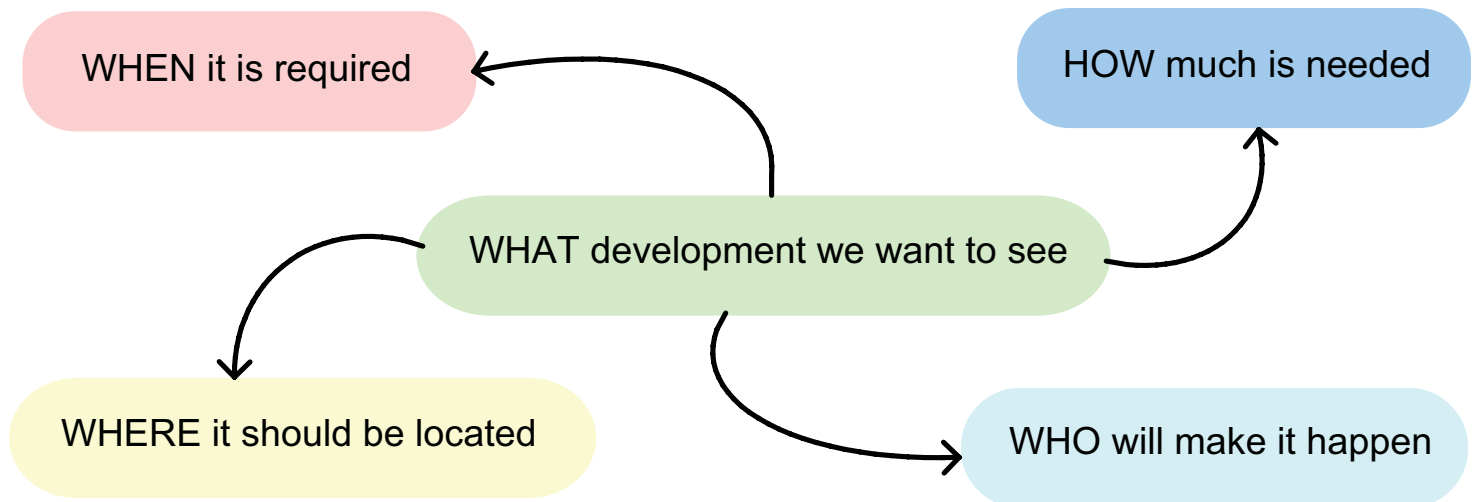 WHEN it is required
HOW much is needed
WHAT development we want to see
WHERE it should be located
WHO will make it happen